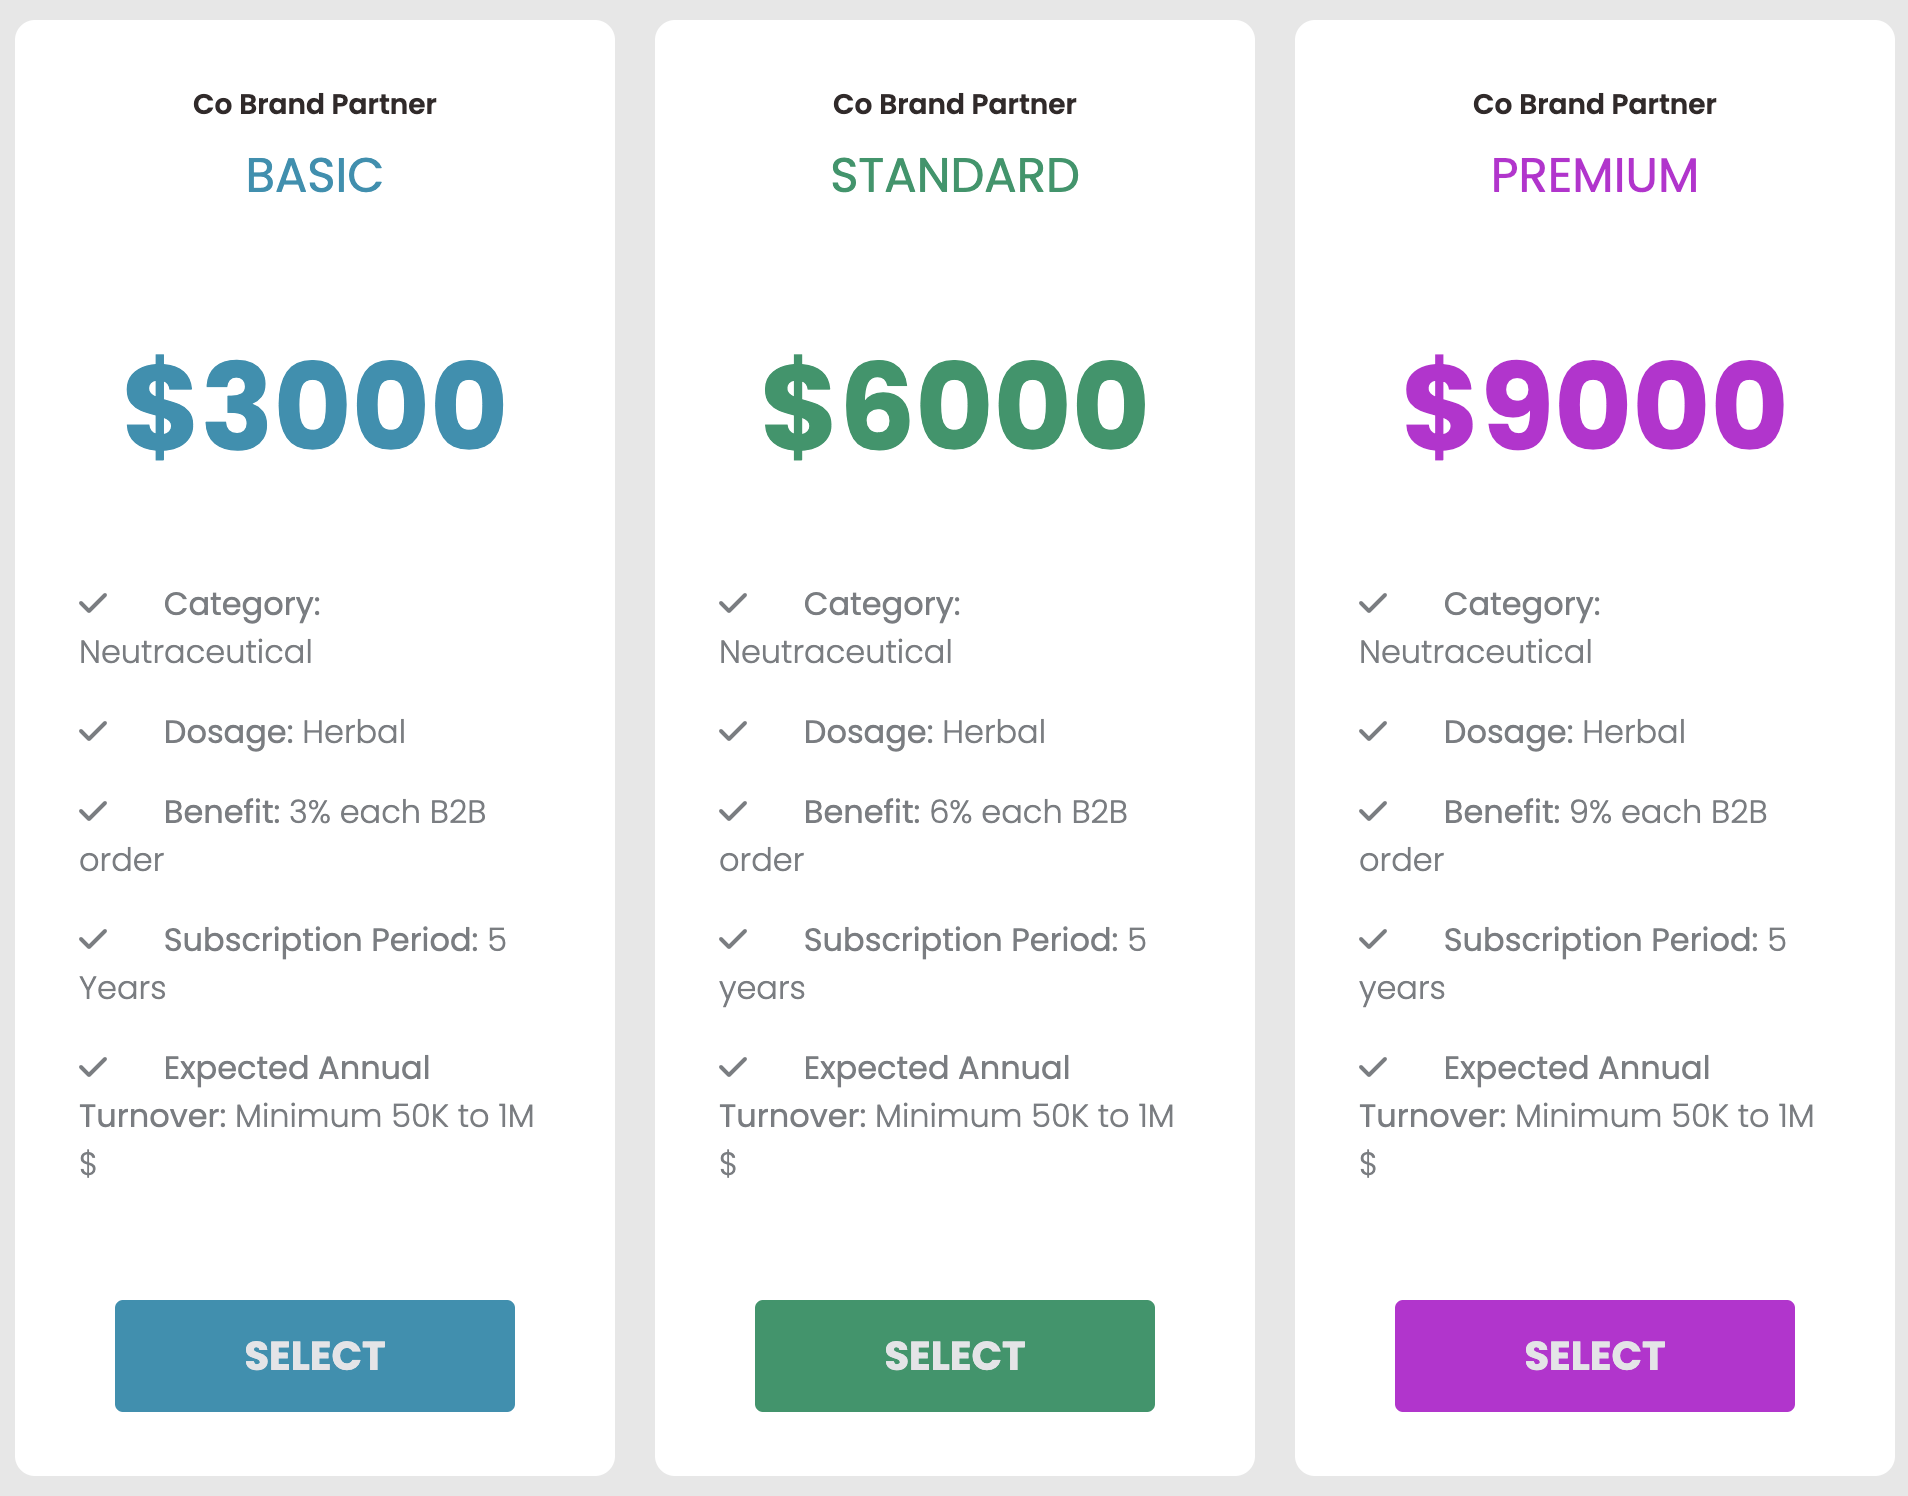 Co Brand Partner
BASIC
$3000
Category:
Neutraceutical
Dosage: Herbal
Benefit: 3% each B2B
order
Subscription Period: 5
Years
Expected Annual
Turnover: Minimum 50K to 1M
$
SELECT
Co Brand Partner
STANDARD
$6000
Category:
Neutraceutical
Dosage: Herbal
Benefit: 6% each B2B
order
Subscription Period: 5
years
Expected Annual
Turnover: Minimum 50K to 1M
$
SELECT
Co Brand Partner
PREMIUM
$9000
Category:
Neutraceutical
Dosage: Herbal
Benefit: 9% each B2B
order
Subscription Period: 5
years
Expected Annual
Turnover: Minimum 50K to 1M
$
SELECT